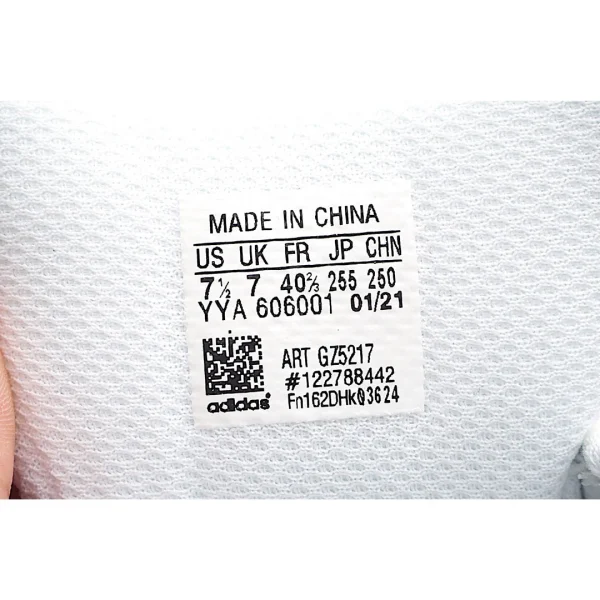 MADE IN CHINA
US UK FR JP CHN
7½ 7 40⅔ 255 250
YYA 606001 01/21
ART GZ5217
#122788442
Fn162DHk03624
adidas®